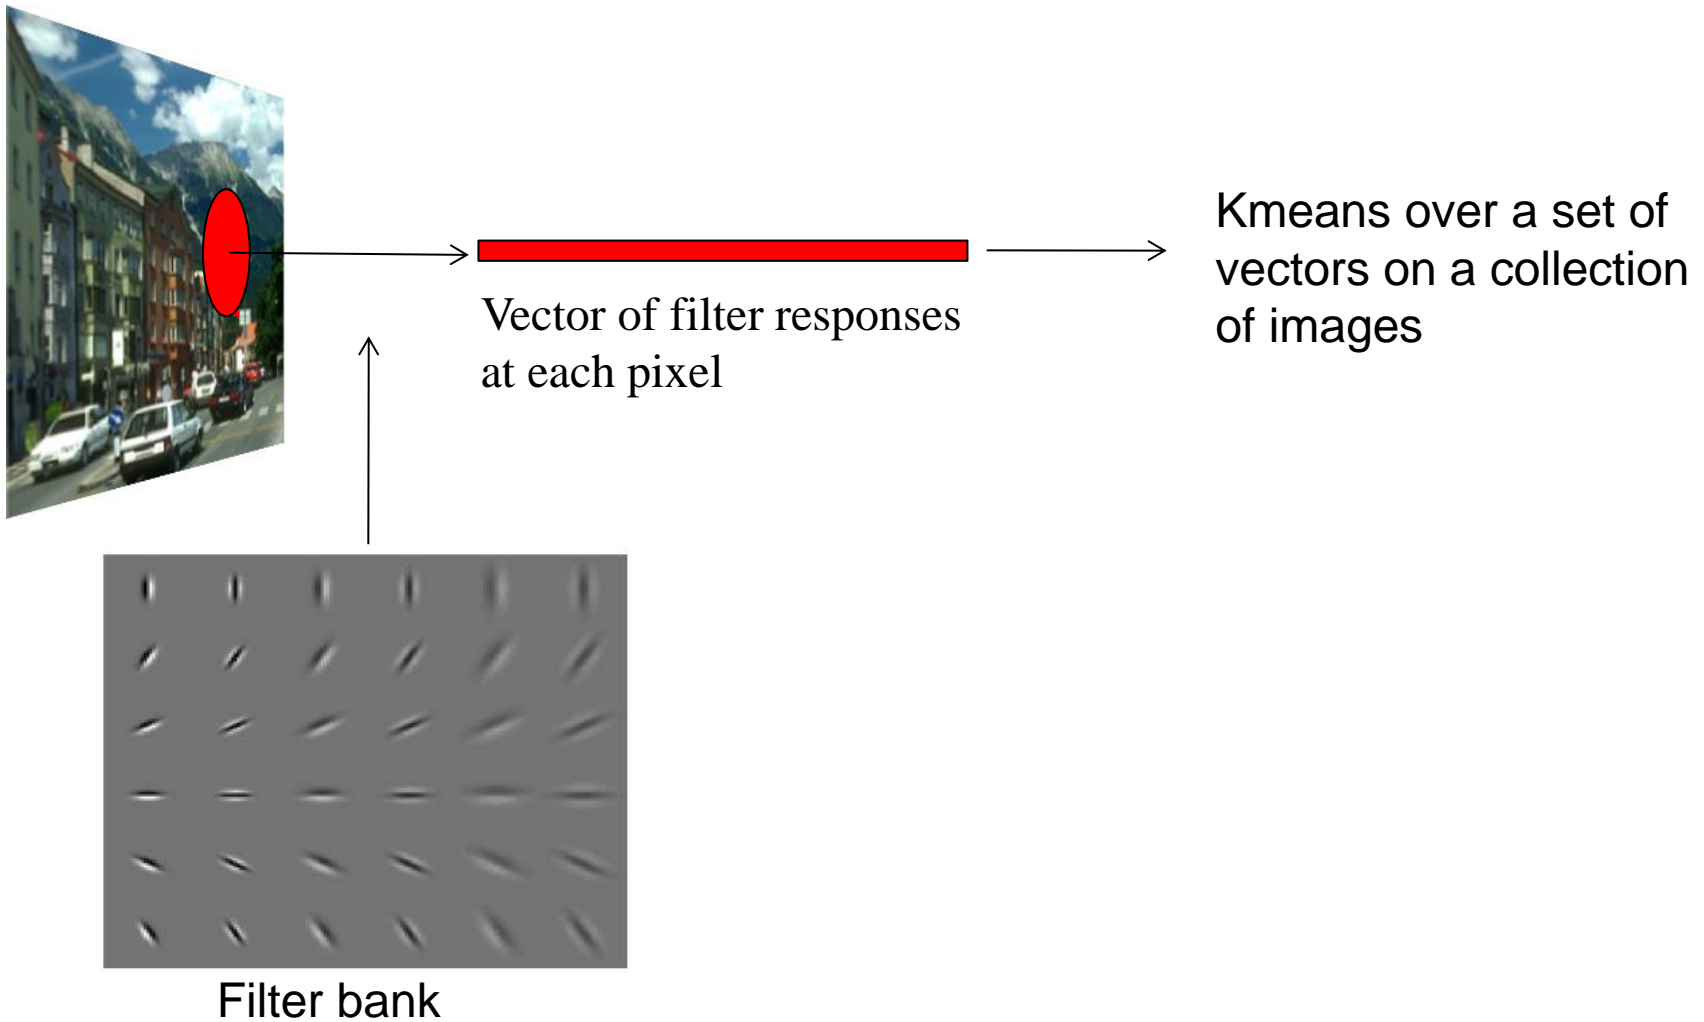 Vector of filter responses
at each pixel
Kmeans over a set of
vectors on a collection
of images
Filter bank